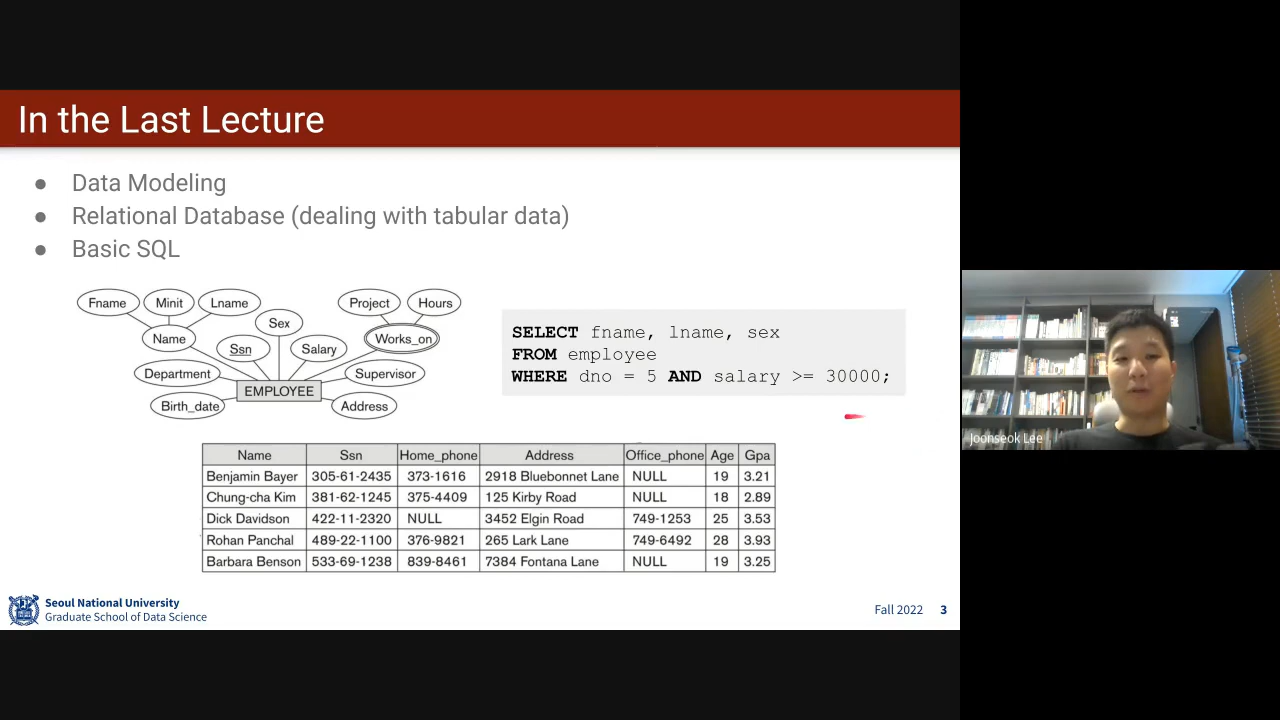 In the Last Lecture
● Data Modeling
● Relational Database (dealing with tabular data)
● Basic SQL
Fname Minit Lname Project Hours
Sex
Name Ssn Salary Works_on
Department Supervisor
EMPLOYEE
Birth_date Address
SELECT fname, lname, sex
FROM employee
WHERE dno = 5 AND salary >= 30000;
Joonseok Lee
Name Ssn Home_phone Address Office_phone Age Gpa
Benjamin Bayer 305-61-2435 373-1616 2918 Bluebonnet Lane NULL 19 3.21
Chung-cha Kim 381-62-1245 375-4409 125 Kirby Road NULL 18 2.89
Dick Davidson 422-11-2320 NULL 3452 Elgin Road 749-1253 25 3.53
Rohan Panchal 489-22-1100 376-9821 265 Lark Lane 749-6492 28 3.93
Barbara Benson 533-69-1238 839-8461 7384 Fontana Lane NULL 19 3.25
Seoul National University
Graduate School of Data Science
Fall 2022 3